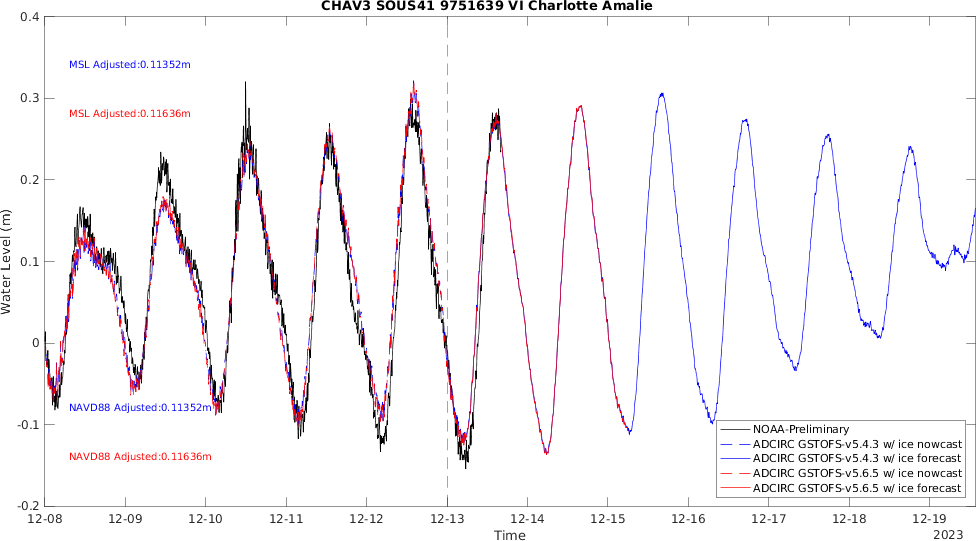 CHAV3 SOUS41 9751639 VI Charlotte Amalie
0.4
0.3
0.2
0.1
0
-0.1
-0.2
Water Level (m)
MSL Adjusted:0.11352m
MSL Adjusted:0.11636m
NAVD88 Adjusted:0.11352m
NAVD88 Adjusted:0.11636m
NOAA-Preliminary
ADCIRC GSTOFS-v5.4.3 w/ ice nowcast
ADCIRC GSTOFS-v5.4.3 w/ ice forecast
ADCIRC GSTOFS-v5.6.5 w/ ice nowcast
ADCIRC GSTOFS-v5.6.5 w/ ice forecast
12-08 12-09 12-10 12-11 12-12 12-13 12-14 12-15 12-16 12-17 12-18 12-19
Time
2023